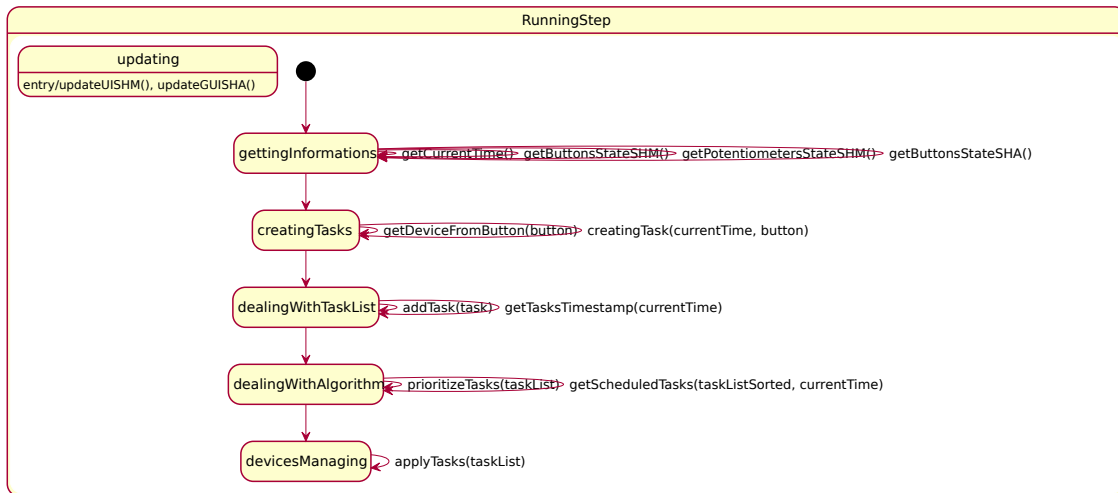 RunningStep
updating
entry/updateUISHM(), updateGUISHA()
gettingInformations getCurrentTime() getButtonsStateSHM() getPotentiometersStateSHM() getButtonsStateSHA()
creatingTasks getDeviceFromButton(button) creatingTask(currentTime, button)
dealingWithTaskList addTask(task) getTasksTimestamp(currentTime)
dealingWithAlgorithm prioritizeTasks(taskList) getScheduledTasks(taskListSorted, currentTime)
devicesManaging applyTasks(taskList)